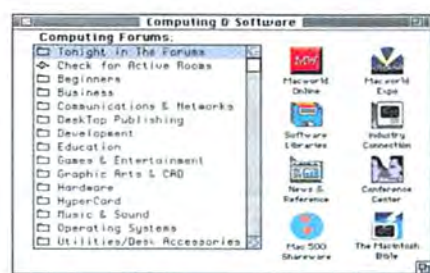 Computing & Software
Computing Forums:
Tonight in The Forums
Check for Active Rooms
Beginners
Business
Communications & Networks
DeskTop Publishing
Development
Education
Games & Entertainment
Graphic Arts & CAD
Hardware
HyperCard
Music & Sound
Operating Systems
Utilities/Desk Accessories
MW
Macworld
Online
Macworld
Expo
Software
Libraries
Industry
Connection
News &
Reference
Conference
Center
Mac 500
Shareware
The Macintosh
Bible